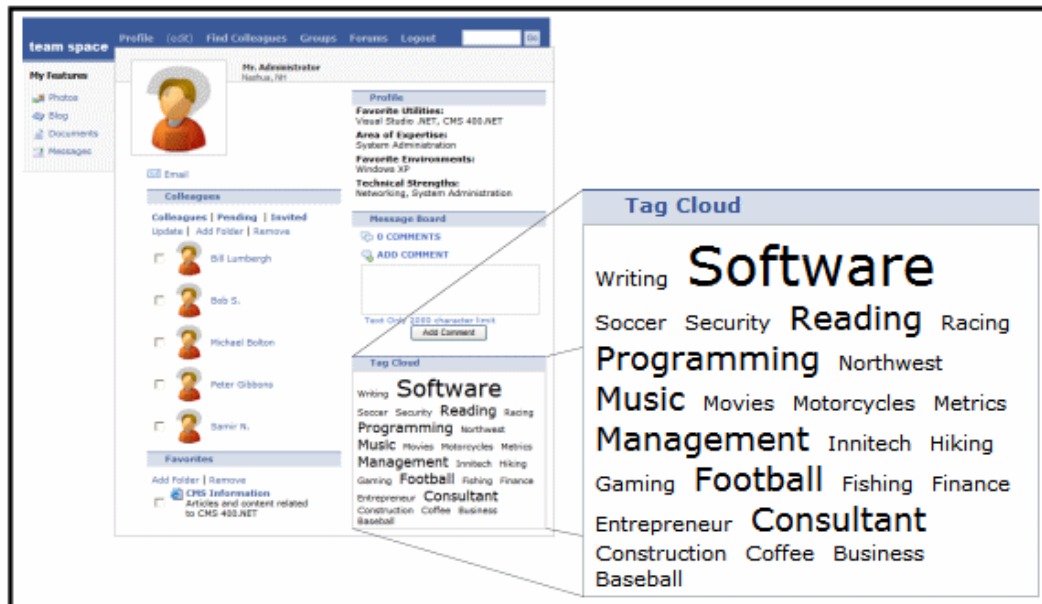 team space
Profile (edit) Find Colleagues Groups Forums Logout
Go
My Features
Photos
Blog
Documents
Messages
Mr. Administrator
Nashua, NH
Email
Profile
Favorite Utilities:
Visual Studio .NET, CMS 400.NET
Area of Expertise:
System Administration
Favorite Environments:
Windows XP
Technical Strengths:
Networking, System Administration
Colleagues
Colleagues | Pending | Invited
Update | Add Folder | Remove
Bill Lumbergh
Bob S.
Michael Bolton
Peter Gibbons
Samir N.
Favorites
Add Folder | Remove
CMS Information
Articles and content related
to CMS 400.NET
Message Board
0 COMMENTS
ADD COMMENT
Text Only 2000 character limit
Add Comment
Tag Cloud
Writing Software
Soccer Security Reading Racing
Programming Northwest
Music Movies Motorcycles Metrics
Management Innitech Hiking
Gaming Football Fishing Finance
Entrepreneur Consultant
Construction Coffee Business
Baseball
Tag Cloud
Writing Software
Soccer Security Reading Racing
Programming Northwest
Music Movies Motorcycles Metrics
Management Innitech Hiking
Gaming Football Fishing Finance
Entrepreneur Consultant
Construction Coffee Business
Baseball